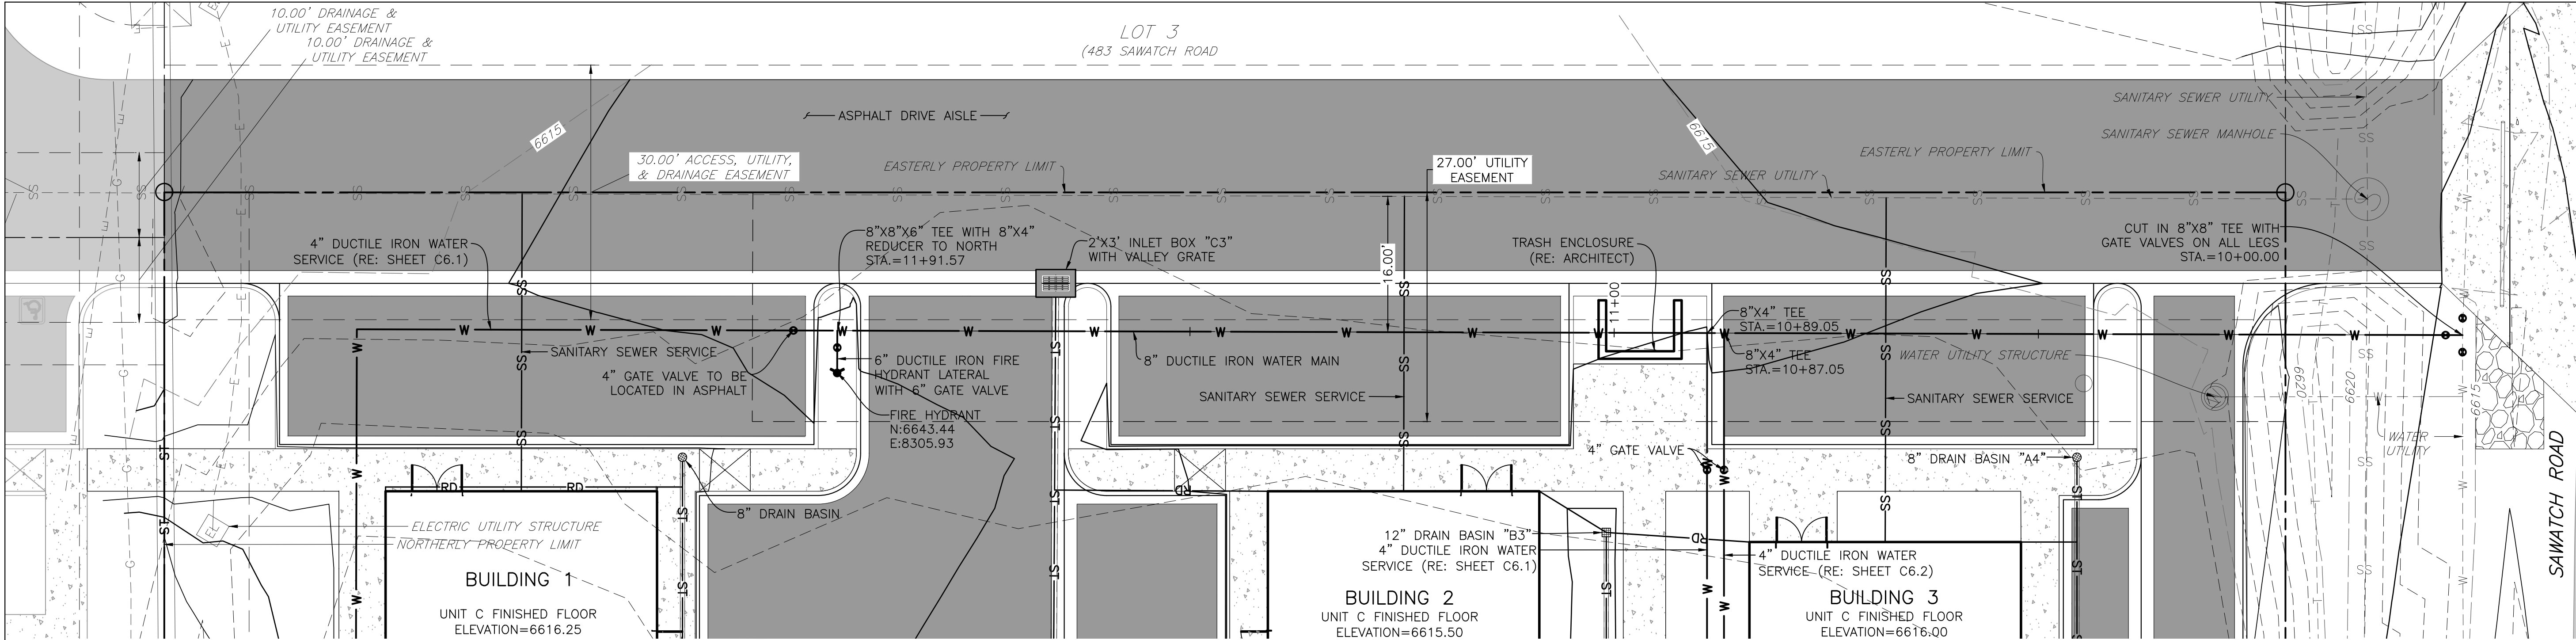 10.00' DRAINAGE &
UTILITY EASEMENT
10.00' DRAINAGE &
UTILITY EASEMENT
LOT 3
(483 SAWATCH ROAD
ASPHALT DRIVE AISLE
6615
6615
30.00' ACCESS, UTILITY,
& DRAINAGE EASEMENT
EASTERLY PROPERTY LIMIT
27.00' UTILITY
EASEMENT
SANITARY SEWER UTILITY
EASTERLY PROPERTY LIMIT
SANITARY SEWER UTILITY
SANITARY SEWER MANHOLE
4" DUCTILE IRON WATER
SERVICE (RE: SHEET C6.1)
8"X8"X6" TEE WITH 8"X4"
REDUCER TO NORTH
STA.=11+91.57
2'X3' INLET BOX "C3"
WITH VALLEY GRATE
16.00'
TRASH ENCLOSURE
(RE: ARCHITECT)
11+00
CUT IN 8"X8" TEE WITH
GATE VALVES ON ALL LEGS
STA.=10+00.00
8"X4" TEE
STA.=10+89.05
8"X4" TEE
STA.=10+87.05
WATER UTILITY STRUCTURE
SANITARY SEWER SERVICE
4" GATE VALVE TO BE
LOCATED IN ASPHALT
6" DUCTILE IRON FIRE
HYDRANT LATERAL
WITH 6" GATE VALVE
8" DUCTILE IRON WATER MAIN
SANITARY SEWER SERVICE
SANITARY SEWER SERVICE
FIRE HYDRANT
N:6643.44
E:8305.93
6620
6620
6615
WATER
UTILITY
4" GATE VALVE
8" DRAIN BASIN "A4"
8" DRAIN BASIN
ELECTRIC UTILITY STRUCTURE
NORTHERLY PROPERTY LIMIT
12" DRAIN BASIN "B3"
4" DUCTILE IRON WATER
SERVICE (RE: SHEET C6.1)
4" DUCTILE IRON WATER
SERVICE (RE: SHEET C6.2)
BUILDING 1
UNIT C FINISHED FLOOR
ELEVATION=6616.25
BUILDING 2
UNIT C FINISHED FLOOR
ELEVATION=6615.50
BUILDING 3
UNIT C FINISHED FLOOR
ELEVATION=6616.00
SAWATCH ROAD